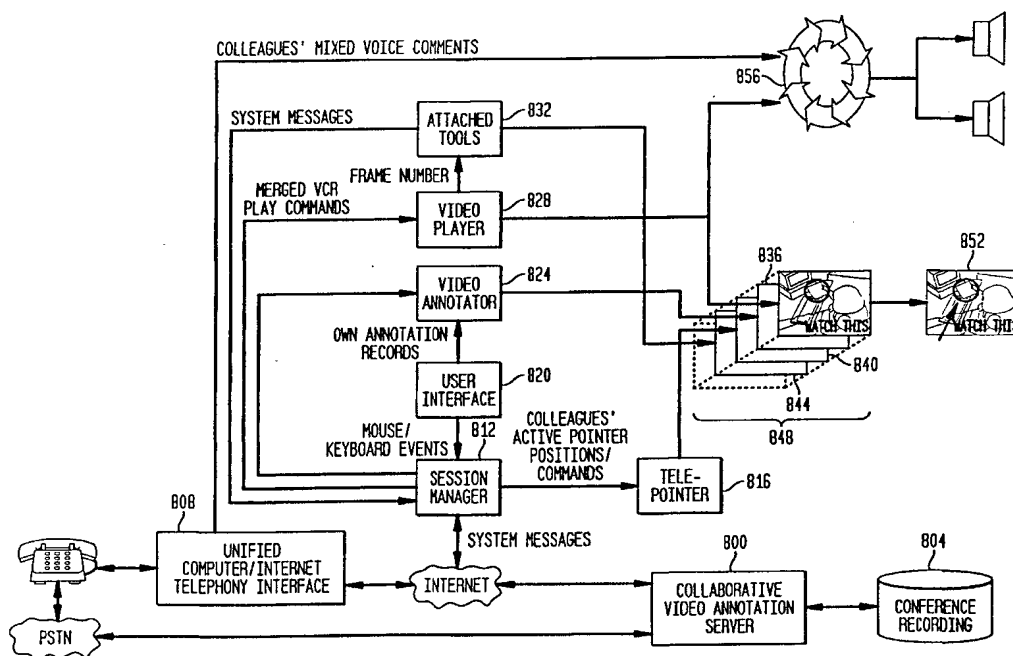 COLLEAGUES' MIXED VOICE COMMENTS
856
SYSTEM MESSAGES
ATTACHED
TOOLS
832
FRAME NUMBER
MERGED VCR
PLAY COMMANDS
VIDEO
PLAYER
828
VIDEO
ANNOTATOR
824
836
852
WATCH THIS
WATCH THIS
OWN ANNOTATION
RECORDS
USER
INTERFACE
820
840
844
848
MOUSE/
KEYBOARD EVENTS
812
COLLEAGUES'
ACTIVE POINTER
POSITIONS/
COMMANDS
SESSION
MANAGER
TELE-
POINTER
816
808
UNIFIED
COMPUTER/INTERNET
TELEPHONY INTERFACE
SYSTEM MESSAGES
INTERNET
800
COLLABORATIVE
VIDEO ANNOTATION
SERVER
804
CONFERENCE
RECORDING
PSTN